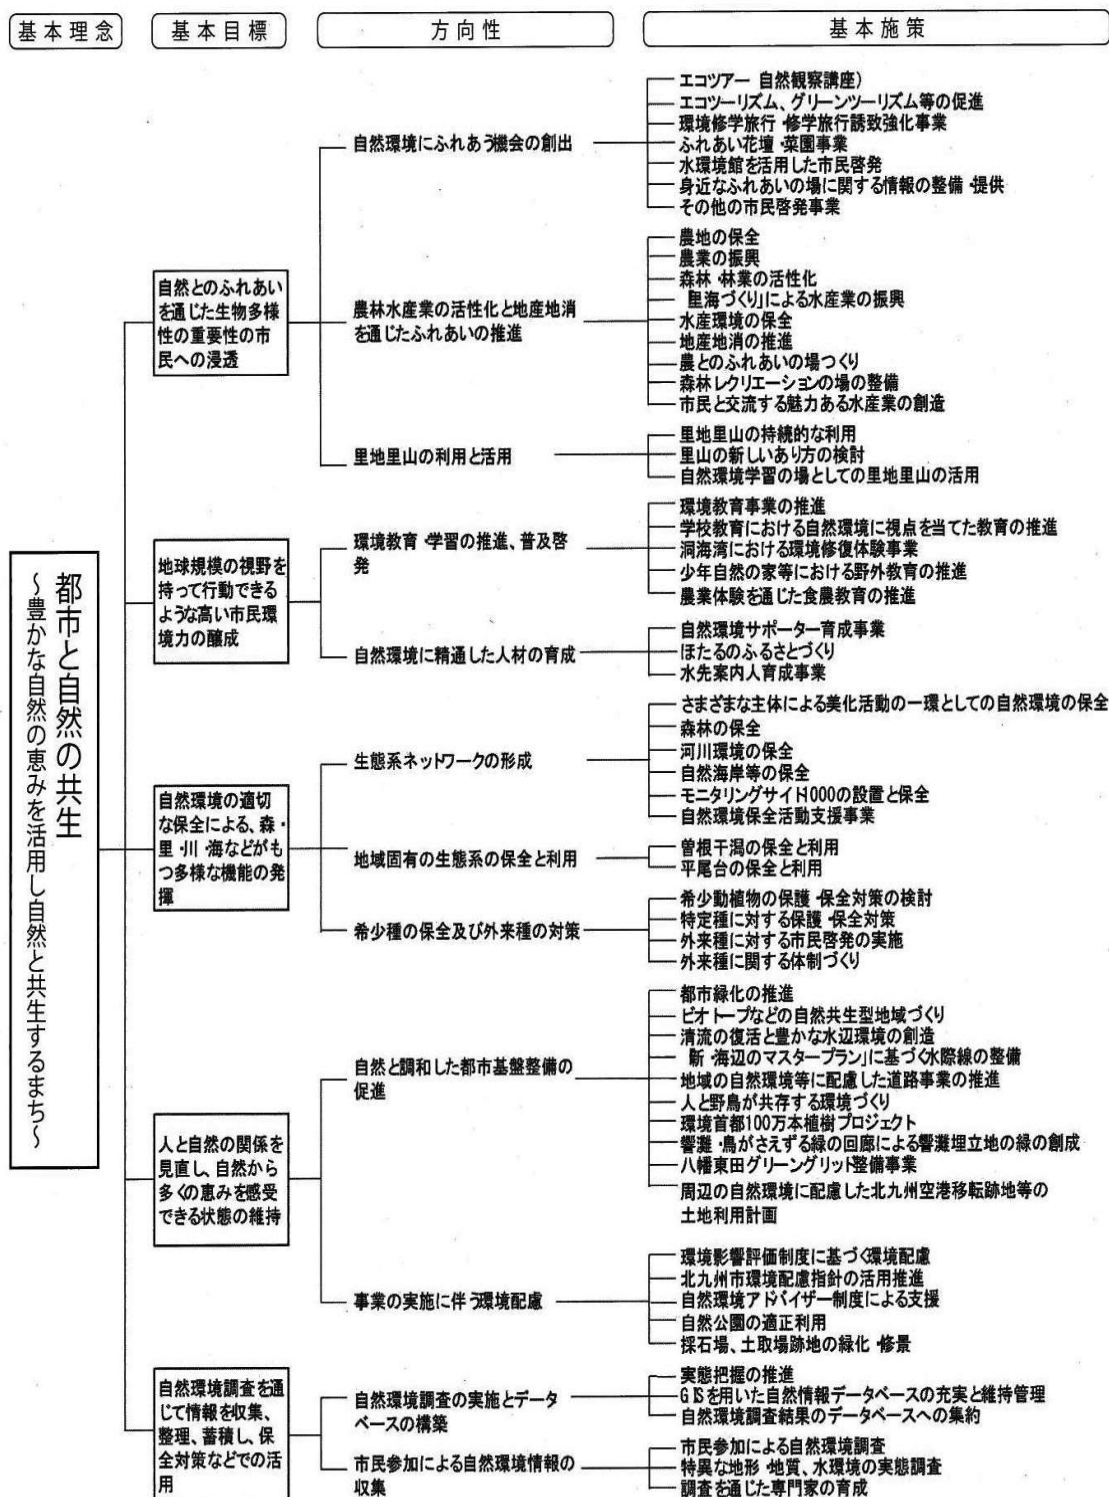 基本理念
基本目標
方向性
基本施策
都市と自然の共生
～豊かな自然の恵みを活用し自然と共生するまち～
自然とのふれあい
を通じた生物多様
性の重要性の市
民への浸透
自然環境にふれあう機会の創出
エコツアー 自然観察講座）
エコツーリズム、グリーンツーリズム等の促進
環境修学旅行・修学旅行誘致強化事業
ふれあい花壇・菜園事業
水環境館を活用した市民啓発
身近なふれあいの場に関する情報の整備・提供
その他の市民啓発事業
農林水産業の活性化と地産地消
を通じたふれあいの推進
農地の保全
農業の振興
森林・林業の活性化
「里海づくり」による水産業の振興
水産環境の保全
地産地消の推進
農とのふれあいの場つくり
森林レクリエーションの場の整備
市民と交流する魅力ある水産業の創造
里地里山の利用と活用
里地里山の持続的な利用
里山の新しいあり方の検討
自然環境学習の場としての里地里山の活用
地球規模の視野を
持って行動できる
ような高い市民環
境力の醸成
環境教育・学習の推進、普及啓
発
環境教育事業の推進
学校教育における自然環境に視点を当てた教育の推進
洞海湾における環境修復体験事業
少年自然の家等における野外教育の推進
農業体験を通じた食農教育の推進
自然環境に精通した人材の育成
自然環境サポーター育成事業
ほたるのふるさとづくり
水先案内人育成事業
自然環境の適切
な保全による、森・
里・川・海などがも
つ多様な機能の発
揮
生態系ネットワークの形成
さまざまな主体による美化活動の一環としての自然環境の保全
森林の保全
河川環境の保全
自然海岸等の保全
モニタリングサイト1000の設置と保全
自然環境保全活動支援事業
地域固有の生態系の保全と利用
曽根干潟の保全と利用
平尾台の保全と利用
希少種の保全及び外来種の対策
希少動植物の保護・保全対策の検討
特定種に対する保護・保全対策
外来種に対する市民啓発の実施
外来種に関する体制づくり
人と自然の関係を
見直し、自然から
多くの恵みを感受
できる状態の維持
自然と調和した都市基盤整備の
促進
都市緑化の推進
ビオトープなどの自然共生型地域づくり
清流の復活と豊かな水辺環境の創造
「新・海辺のマスタープラン」に基づく水際線の整備
地域の自然環境等に配慮した道路事業の推進
人と野鳥が共存する環境づくり
環境首都100万本植樹プロジェクト
響灘・鳥がさえずる緑の回廊による響灘埋立地の緑の創成
八幡東田グリーングリッド整備事業
周辺の自然環境に配慮した北九州空港移転跡地等の
土地利用計画
事業の実施に伴う環境配慮
環境影響評価制度に基づく環境配慮
北九州市環境配慮指針の活用推進
自然環境アドバイザー制度による支援
自然公園の適正利用
採石場、土取場跡地の緑化・修景
自然環境調査を通
じて情報を収集、
整理、蓄積し、保
全対策などでの活
用
自然環境調査の実施とデータ
ベースの構築
実態把握の推進
GISを用いた自然情報データベースの充実と維持管理
自然環境調査結果のデータベースへの集約
市民参加による自然環境情報の
収集
市民参加による自然環境調査
特異な地形・地質、水環境の実態調査
調査を通じた専門家の育成